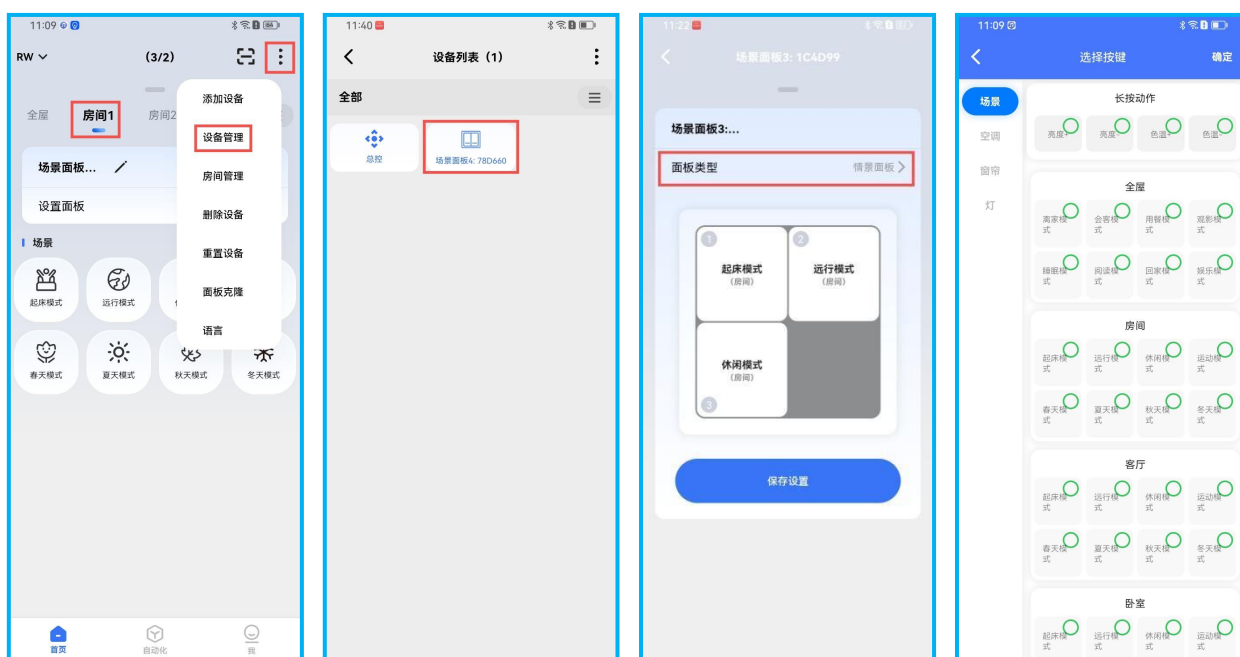 11:09
64
RW
(3/2)
全屋
房间1
房间2
添加设备
设备管理
房间管理
删除设备
重置设备
面板克隆
语言
场景面板...
设置面板
场景
起床模式
远行模式
春天模式
夏天模式
秋天模式
冬天模式
首页
自动化
我
11:40
设备列表（1）
全部
总控
场景面板4: 78D660
11:22
场景面板3: 1C4D99
场景面板3:...
面板类型
情景面板
1
2
起床模式
（房间）
远行模式
（房间）
休闲模式
（房间）
3
保存设置
11:09
选择按键
确定
场景
空调
窗帘
灯
长按动作
亮度
亮度
色温
色温
全屋
离家模式
会客模式
用餐模式
观影模式
睡眠模式
阅读模式
回家模式
娱乐模式
房间
起床模式
远行模式
休闲模式
运动模式
春天模式
夏天模式
秋天模式
冬天模式
客厅
起床模式
远行模式
休闲模式
运动模式
春天模式
夏天模式
秋天模式
冬天模式
卧室
起床模式
远行模式
休闲模式
运动模式